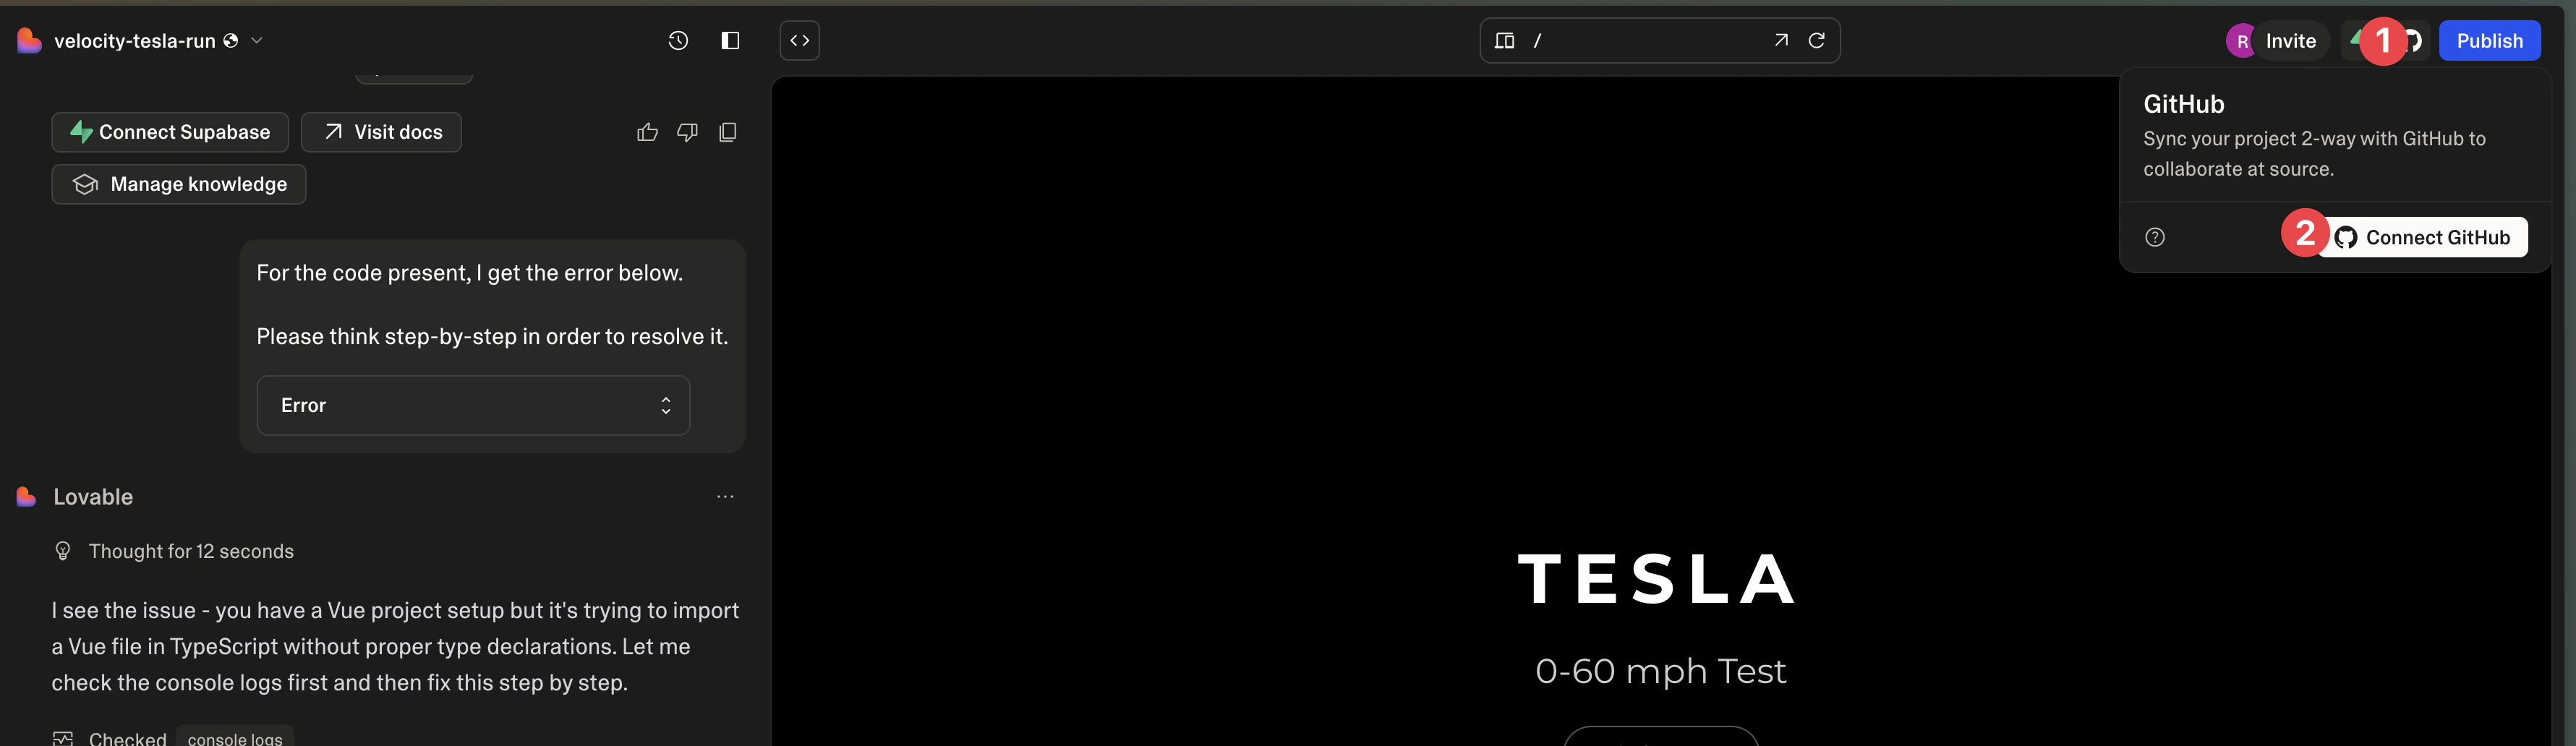 velocity-tesla-run
/
R
Invite
1
Publish
Connect Supabase
Visit docs
Manage knowledge
For the code present, I get the error below.
Please think step-by-step in order to resolve it.
Error
Lovable
Thought for 12 seconds
I see the issue - you have a Vue project setup but it's trying to import
a Vue file in TypeScript without proper type declarations. Let me
check the console logs first and then fix this step by step.
Checked console logs
GitHub
Sync your project 2-way with GitHub to
collaborate at source.
2
Connect GitHub
TESLA
0-60 mph Test